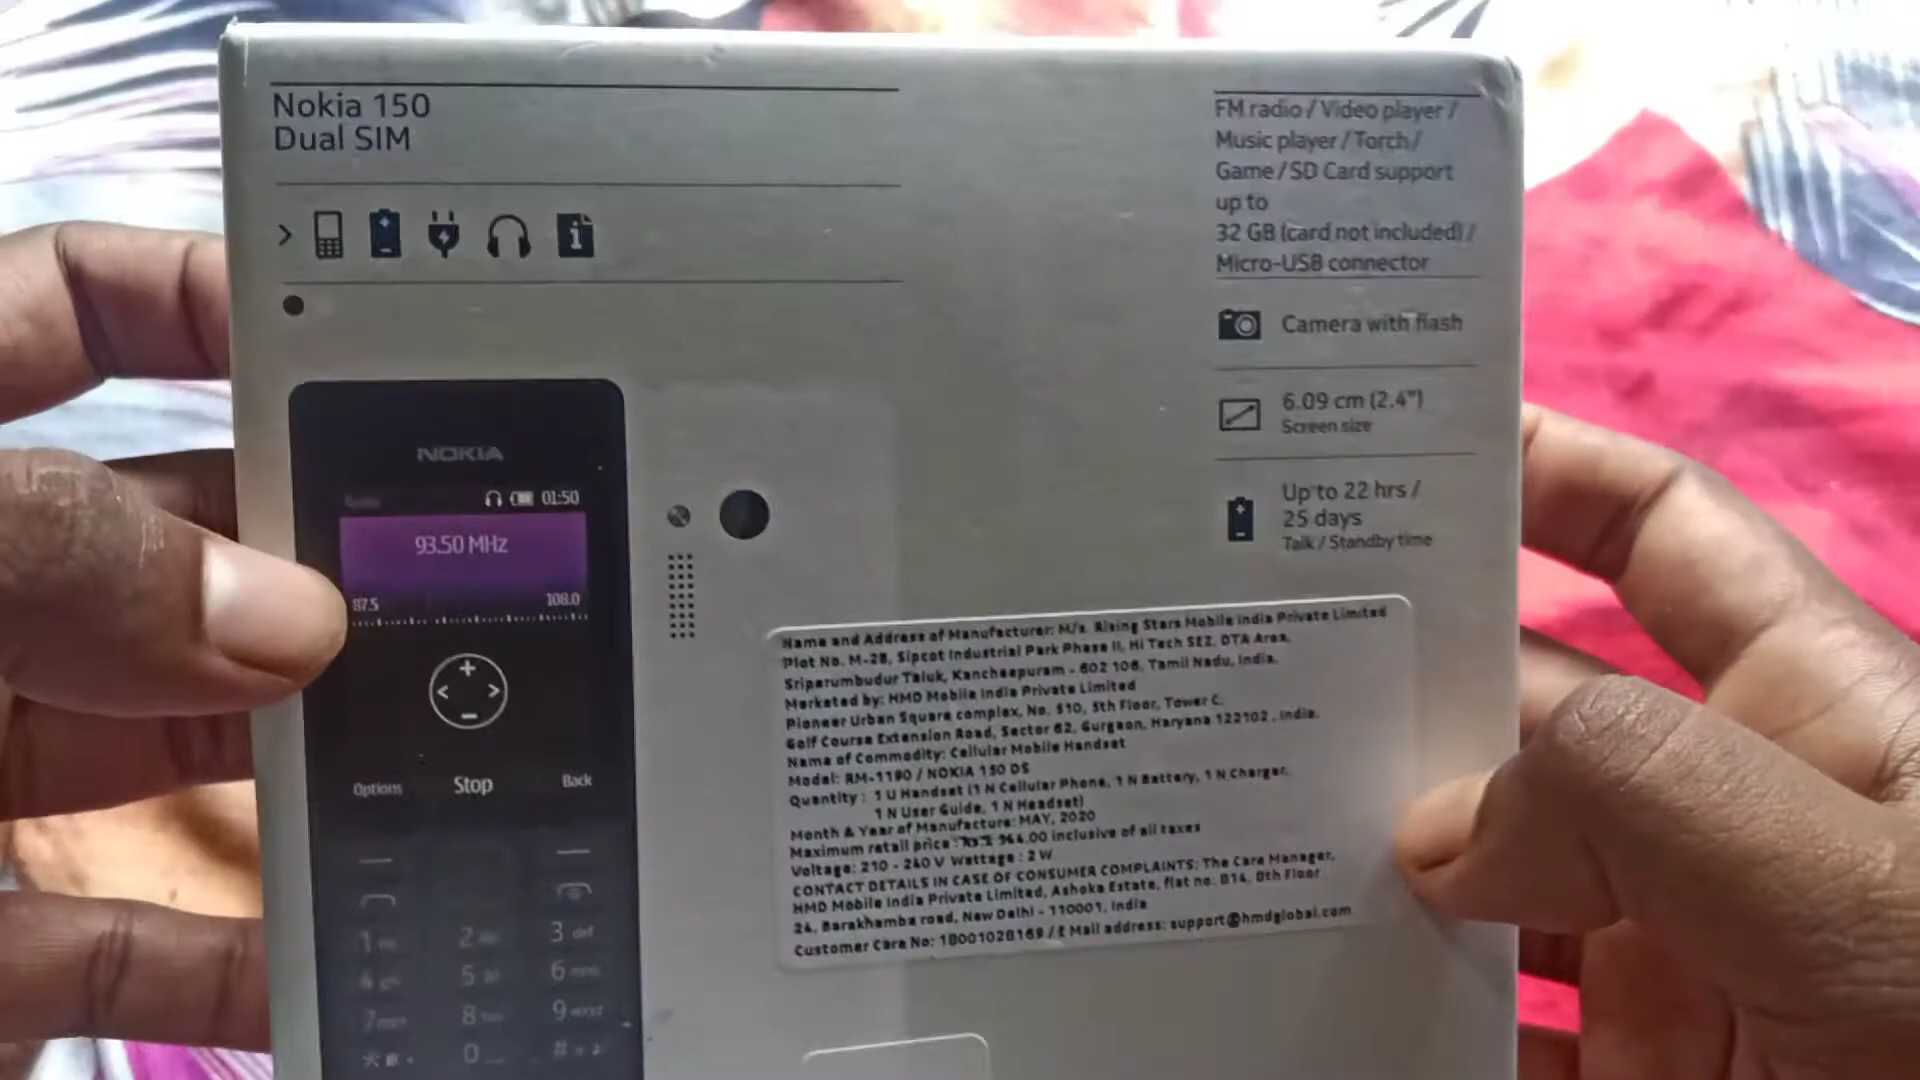 Nokia 150
Dual SIM
FM radio / Video player /
Music player / Torch /
Game / SD Card support
up to
32 GB (card not included) /
Micro-USB connector
Camera with flash
6.09 cm (2.4")
Screen size
Up to 22 hrs /
25 days
Talk / Standby time
NOKIA
Radio
01:50
93.50 MHz
87.5 108.0
Options Stop Back
1
2 abc
3 def
4 ghi
5 jkl
6 mno
7
8 tuv
9 wxyz
0
#
Name and Address of Manufacturer: M/s. Rising Stars Mobile India Private Limited
Plot No. M-2B, Sipcot Industrial Park Phase II, Hi Tech SEZ, DTA Area,
Sriperumbudur Taluk, Kancheepuram - 602 106, Tamil Nadu, India.
Marketed by: HMD Mobile India Private Limited
Pioneer Urban Square complex, No. 510, 5th Floor, Tower C,
Golf Course Extension Road, Sector 62, Gurgaon, Haryana 122102, India.
Name of Commodity: Cellular Mobile Handset
Model: RM-1190 / NOKIA 150 DS
Quantity : 1 U Handset (1 N Cellular Phone, 1 N Battery, 1 N Charger,
1 N User Guide, 1 N Headset)
Month & Year of Manufacture: MAY, 2020
Maximum retail price : inclusive of all taxes
Voltage: 210 - 240 V Wattage : 2 W
CONTACT DETAILS IN CASE OF CONSUMER COMPLAINTS: The Care Manager,
HMD Mobile India Private Limited, Ashoka Estate, flat no: 814, 8th Floor
24, Barakhamba road, New Delhi - 110001, India
Customer Care No: 18001028169 / E Mail address: support@hmdglobal.com